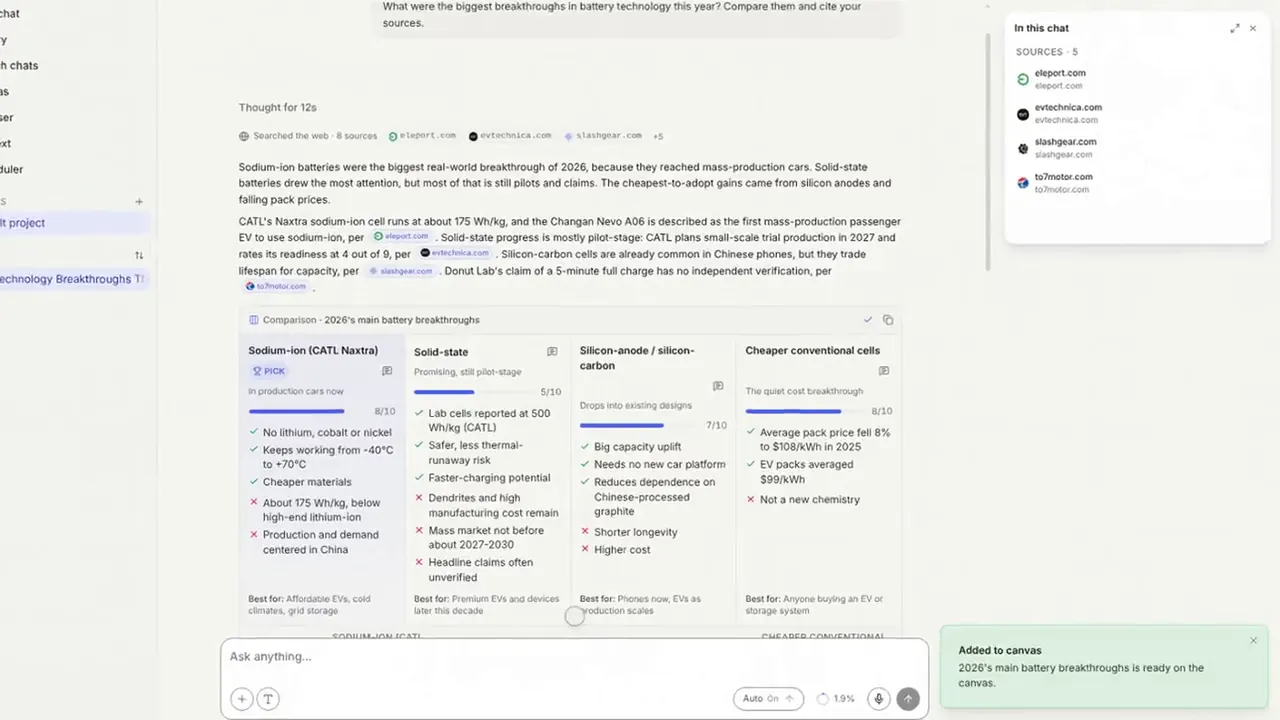 What were the biggest breakthroughs in battery technology this year? Compare them and cite your
sources.
chat
ry
h chats
as
ser
ext
duler
S +
lt project
echnology Breakthroughs
Thought for 12s
Searched the web · 8 sources eleport.com evtechnica.com slashgear.com +5
Sodium-ion batteries were the biggest real-world breakthrough of 2026, because they reached mass-production cars. Solid-state
batteries drew the most attention, but most of that is still pilots and claims. The cheapest-to-adopt gains came from silicon anodes and
falling pack prices.
CATL's Naxtra sodium-ion cell runs at about 175 Wh/kg, and the Changan Nevo A06 is described as the first mass-production passenger
EV to use sodium-ion, per eleport.com . Solid-state progress is mostly pilot-stage: CATL plans small-scale trial production in 2027 and
rates its readiness at 4 out of 9, per evtechnica.com . Silicon-carbon cells are already common in Chinese phones, but they trade
lifespan for capacity, per slashgear.com . Donut Lab's claim of a 5-minute full charge has no independent verification, per
to7motor.com .
Comparison · 2026's main battery breakthroughs
Sodium-ion (CATL Naxtra)
PICK
In production cars now
8/10
No lithium, cobalt or nickel
Keeps working from -40°C
to +70°C
Cheaper materials
About 175 Wh/kg, below
high-end lithium-ion
Production and demand
centered in China
Best for: Affordable EVs, cold
climates, grid storage
Solid-state
Promising, still pilot-stage
5/10
Lab cells reported at 500
Wh/kg (CATL)
Safer, less thermal-
runaway risk
Faster-charging potential
Dendrites and high
manufacturing cost remain
Mass market not before
about 2027-2030
Headline claims often
unverified
Best for: Premium EVs and devices
later this decade
Silicon-anode / silicon-
carbon
Drops into existing designs
7/10
Big capacity uplift
Needs no new car platform
Reduces dependence on
Chinese-processed
graphite
Shorter longevity
Higher cost
Best for: Phones now, EVs as
production scales
Cheaper conventional cells
The quiet cost breakthrough
8/10
Average pack price fell 8%
to $108/kWh in 2025
EV packs averaged
$99/kWh
Not a new chemistry
Best for: Anyone buying an EV or
storage system
SODIUM-ION (CATL CHEAPER CONVENTIONAL
Ask anything...
Auto On 1.9%
In this chat
SOURCES · 5
eleport.com
eleport.com
evtechnica.com
evtechnica.com
slashgear.com
slashgear.com
to7motor.com
to7motor.com
Added to canvas
2026's main battery breakthroughs is ready on the
canvas.